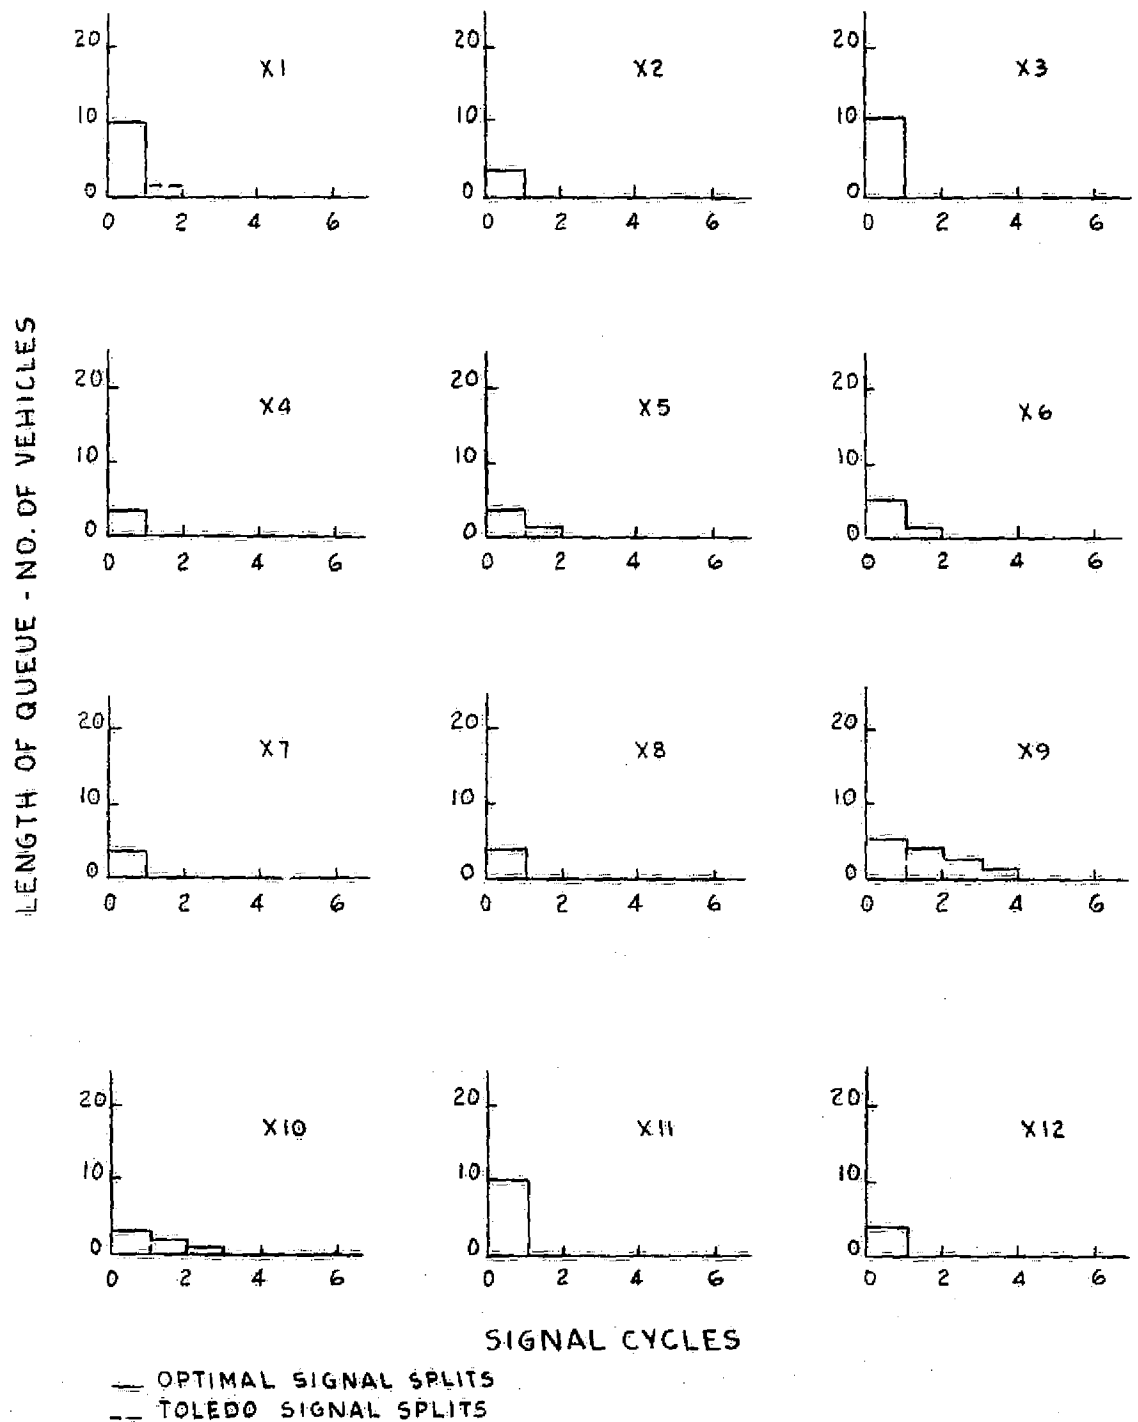 20 20 20
X1 X2 X3
10 10 10
0 0 0
0 2 4 6 0 2 4 6 0 2 4 6
LENGTH OF QUEUE - NO. OF VEHICLES
20 20 20
X4 X5 X6
10 10 10
0 0 0
0 2 4 6 0 2 4 6 0 2 4 6
20 20 20
X7 X8 X9
10 10 10
0 0 0
0 2 4 6 0 2 4 6 0 2 4 6
20 20 20
X10 X11 X12
10 10 10
0 0 0
0 2 4 6 0 2 4 6 0 2 4 6
SIGNAL CYCLES
OPTIMAL SIGNAL SPLITS
TOLEDO SIGNAL SPLITS